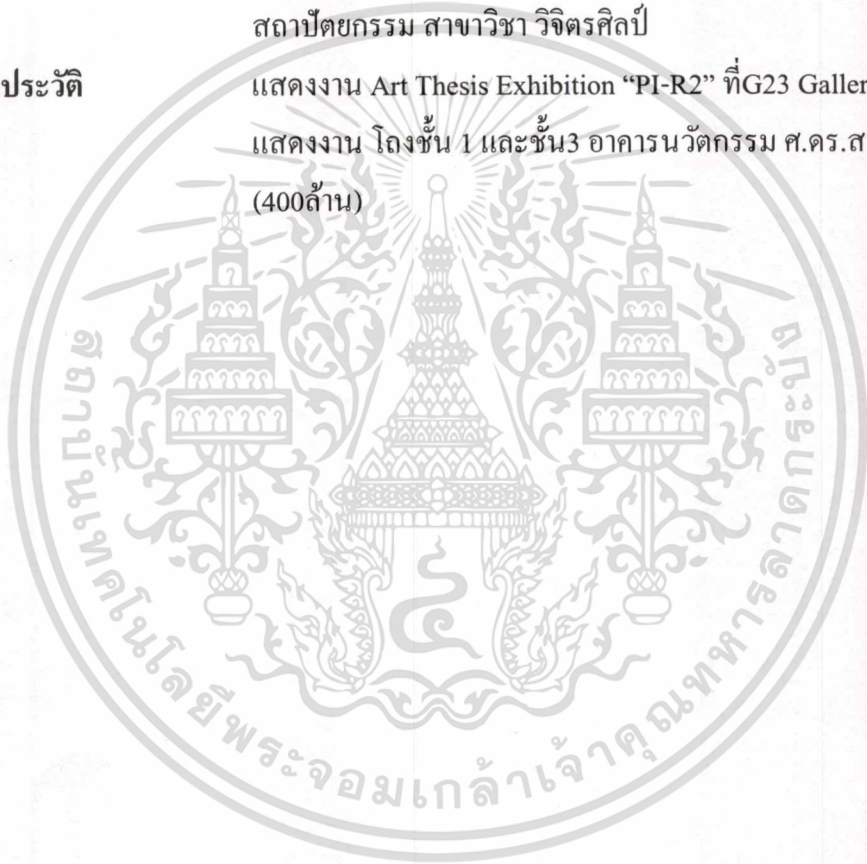 สถาปัตยกรรม สาขาวิชา วิจิตรศิลป์
ประวัติ แสดงงาน Art Thesis Exhibition “PI-R2” ที่G23 Galler
แสดงงาน โถงชั้น 1 และชั้น3 อาคารนวัตกรรม ศ.ดร.ส
(400ล้าน)
สถาบันเทคโนโลยีพระจอมเกล้าเจ้าคุณทหารลาดกระบัง
๔